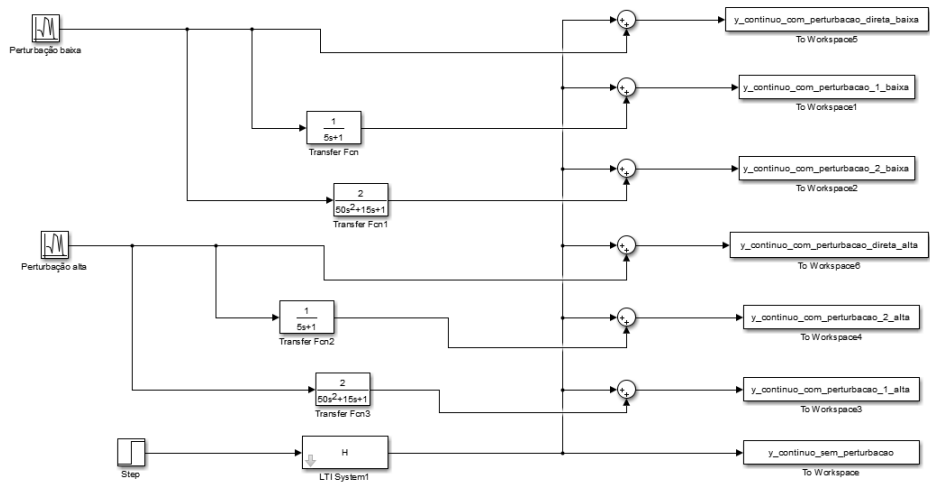 y_continuo_com_perturbacao_direta_baixa
To Workspace5
Perturbação baixa
y_continuo_com_perturbacao_1_baixa
To Workspace1
1
5s+1
Transfer Fcn
y_continuo_com_perturbacao_2_baixa
To Workspace2
2
50s²+15s+1
Transfer Fcn1
y_continuo_com_perturbacao_direta_alta
To Workspace6
Perturbação alta
1
5s+1
Transfer Fcn2
y_continuo_com_perturbacao_2_alta
To Workspace4
2
50s²+15s+1
Transfer Fcn3
y_continuo_com_perturbacao_1_alta
To Workspace3
Step
H
LTI System1
y_continuo_sem_perturbacao
To Workspace